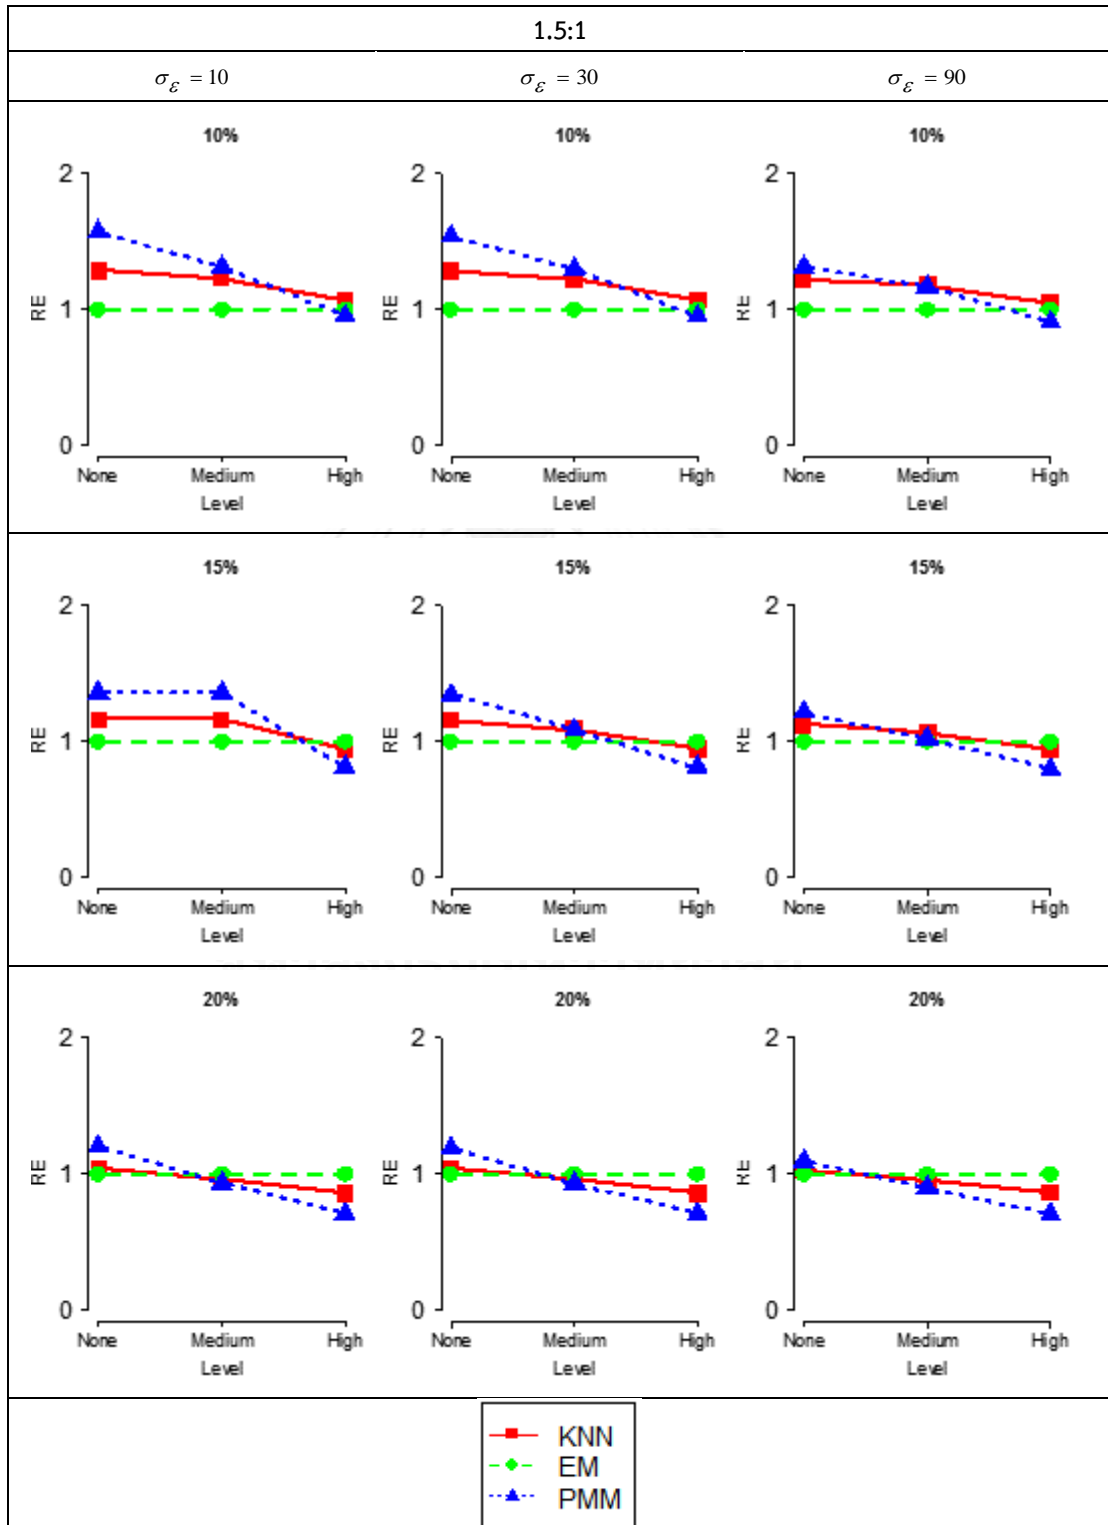 1.5:1
σε = 10 σε = 30 σε = 90
10% 10% 10%
2 2 2
RE 1 RE 1 RE 1
0 0 0
None Medium High None Medium High None Medium High
Level Level Level
15% 15% 15%
2 2 2
RE 1 RE 1 RE 1
0 0 0
None Medium High None Medium High None Medium High
Level Level Level
20% 20% 20%
2 2 2
RE 1 RE 1 RE 1
0 0 0
None Medium High None Medium High None Medium High
Level Level Level
KNN
EM
PMM